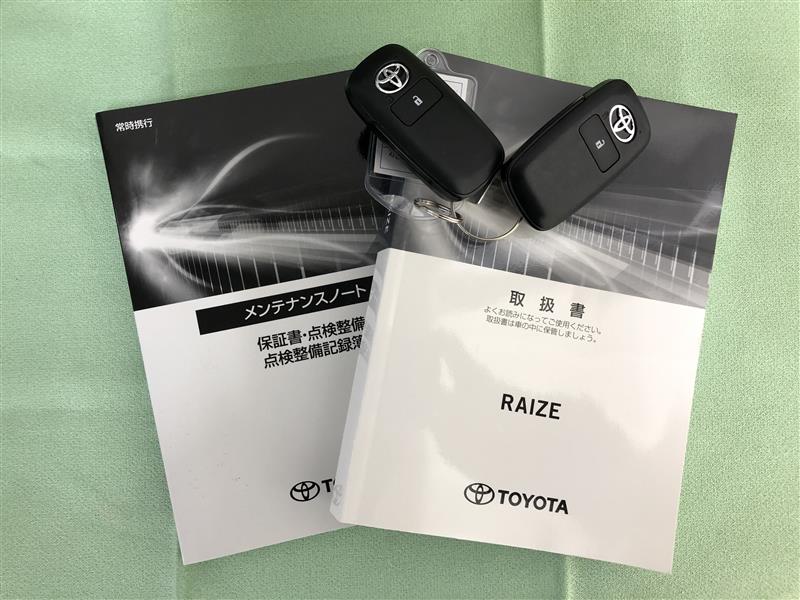 常時携行
メンテナンスノート
保証書・点検整備
点検整備記録簿
取扱書
よくお読みになってご使用ください。
取扱書は車の中に保管しましょう。
RAIZE
TOYOTA